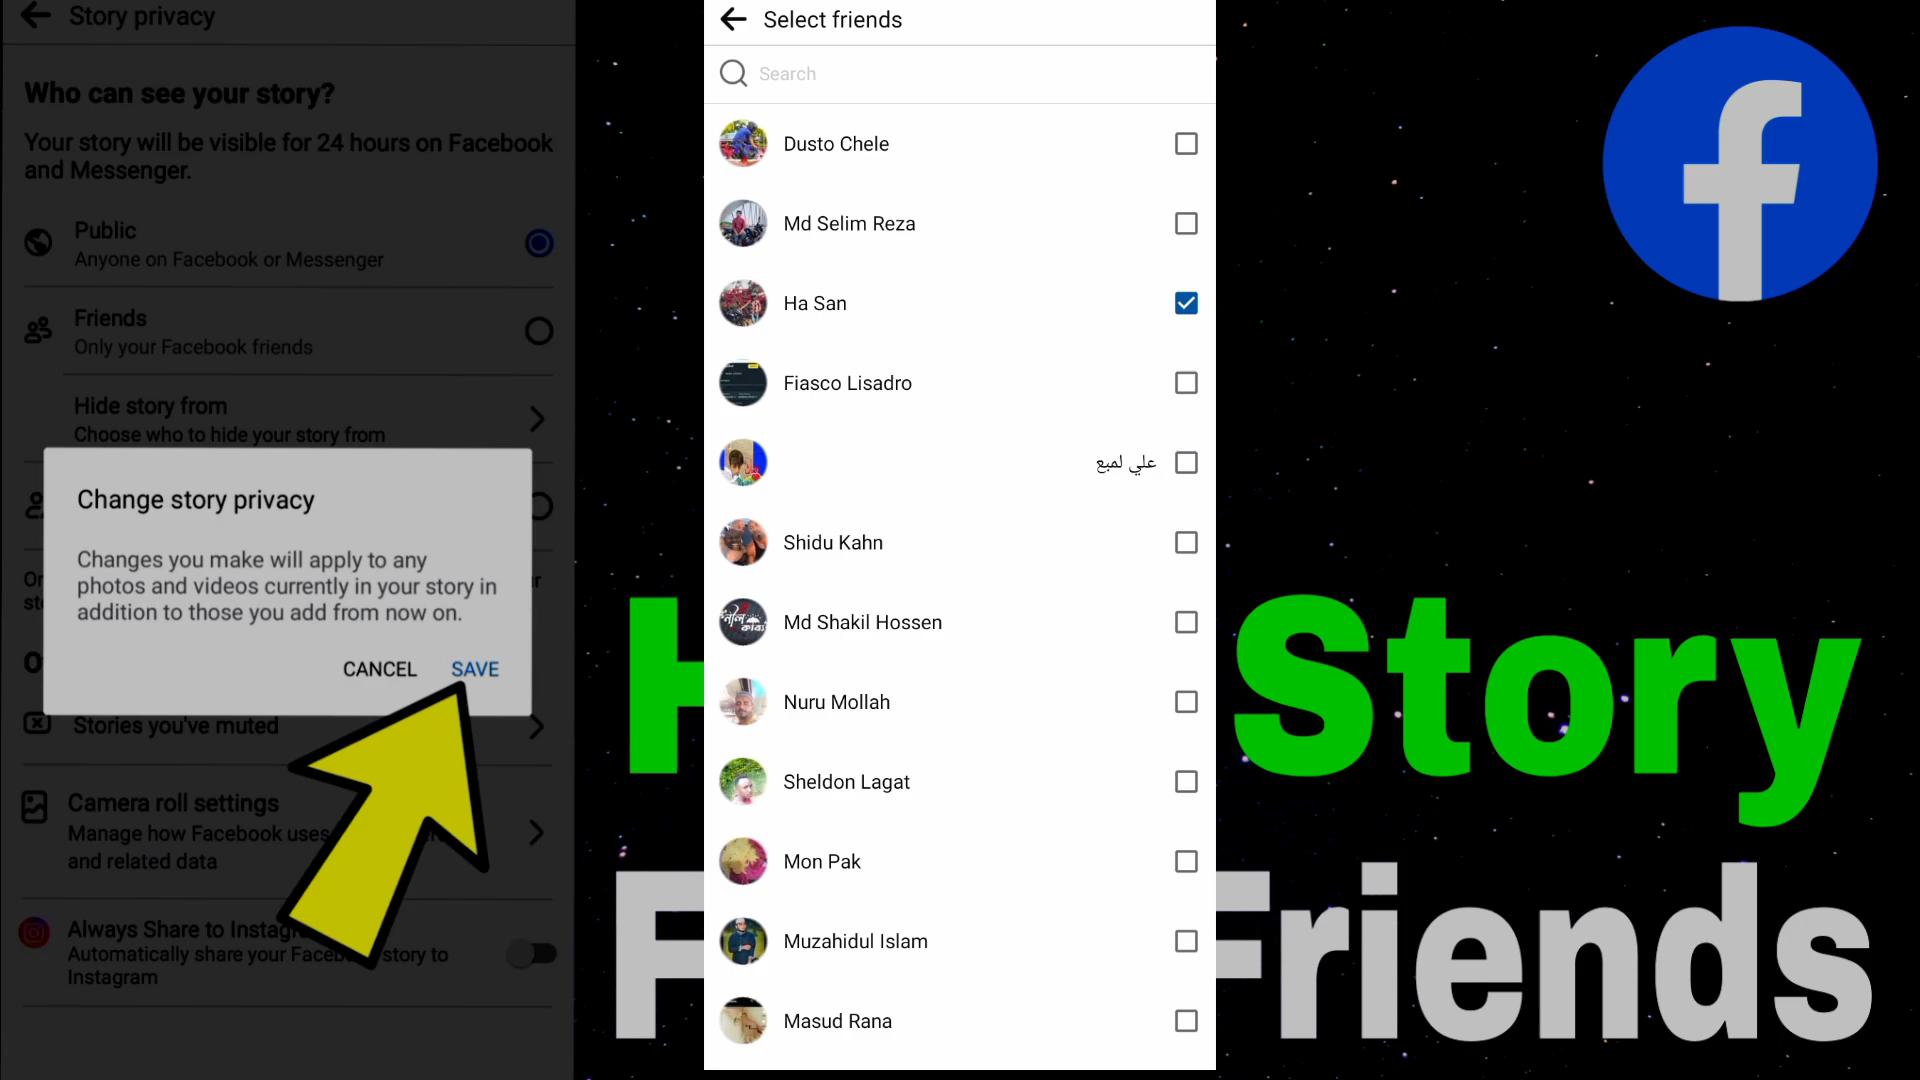 Story privacy
Who can see your story?
Your story will be visible for 24 hours on Facebook
and Messenger.
Public
Anyone on Facebook or Messenger
Friends
Only your Facebook friends
Hide story from
Choose who to hide your story from
Change story privacy
Changes you make will apply to any
photos and videos currently in your story in
addition to those you add from now on.
CANCEL SAVE
Stories you've muted
Camera roll settings
Manage how Facebook uses
and related data
Always Share to
Automatically share your story to
Instagram
Select friends
Search
Dusto Chele
Md Selim Reza
Ha San
Fiasco Lisadro
علي لمبع
Shidu Kahn
Md Shakil Hossen
Nuru Mollah
Sheldon Lagat
Mon Pak
Muzahidul Islam
Masud Rana
f
Story
Friends